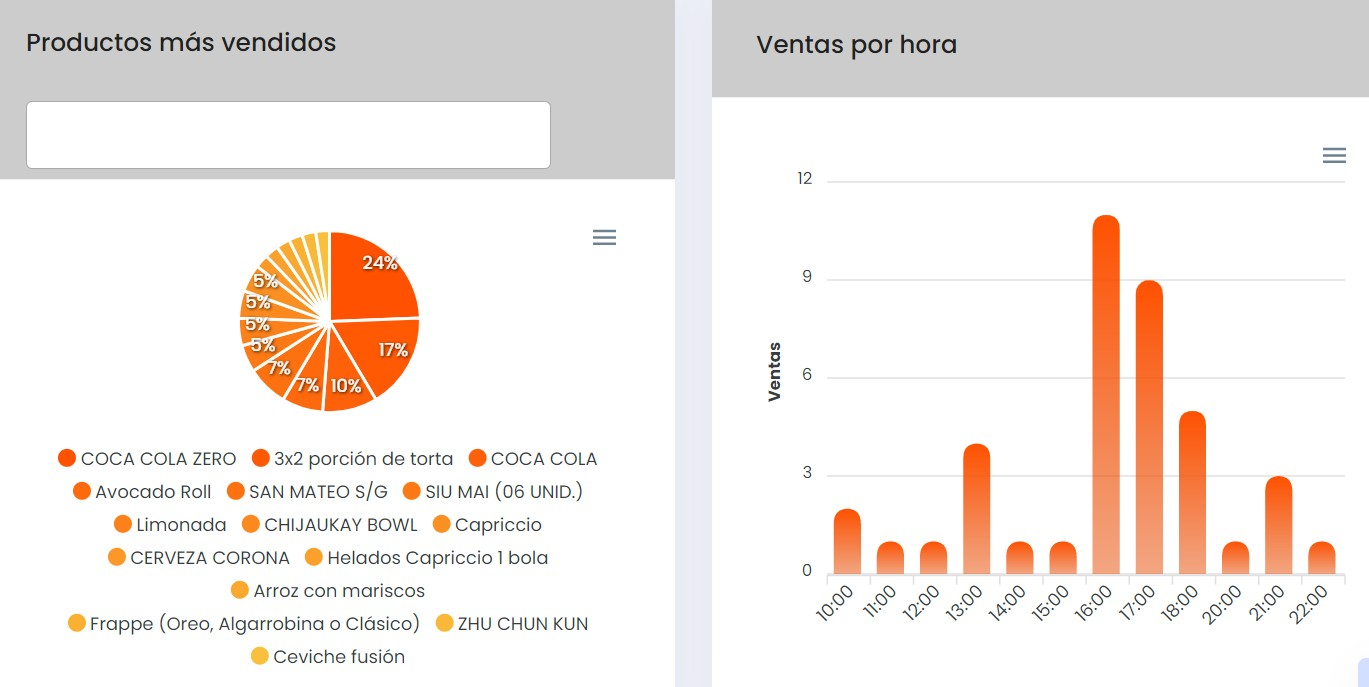 Productos más vendidos
24%
17%
10%
7%
7%
5%
5%
5%
5%
COCA COLA ZERO 3x2 porción de torta COCA COLA
Avocado Roll SAN MATEO S/G SIU MAI (06 UNID.)
Limonada CHIJAUKAY BOWL Capriccio
CERVEZA CORONA Helados Capriccio 1 bola
Arroz con mariscos
Frappe (Oreo, Algarrobina o Clásico) ZHU CHUN KUN
Ceviche fusión
Ventas por hora
Ventas
12
9
6
3
0
10:00 11:00 12:00 13:00 14:00 15:00 16:00 17:00 18:00 20:00 21:00 22:00